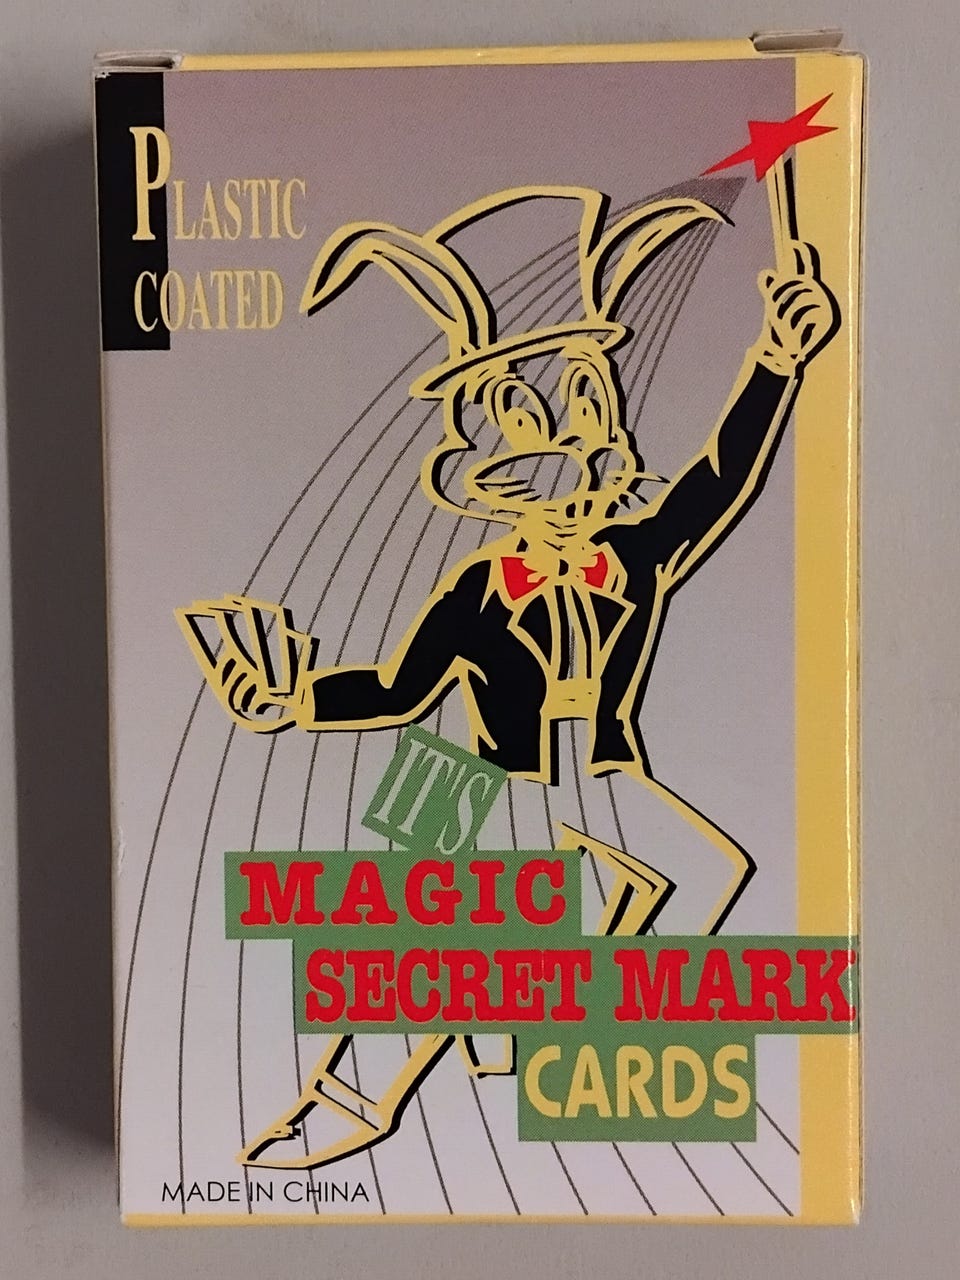 PLASTIC
COATED
IT'S
MAGIC
SECRET MARK
CARDS
MADE IN CHINA